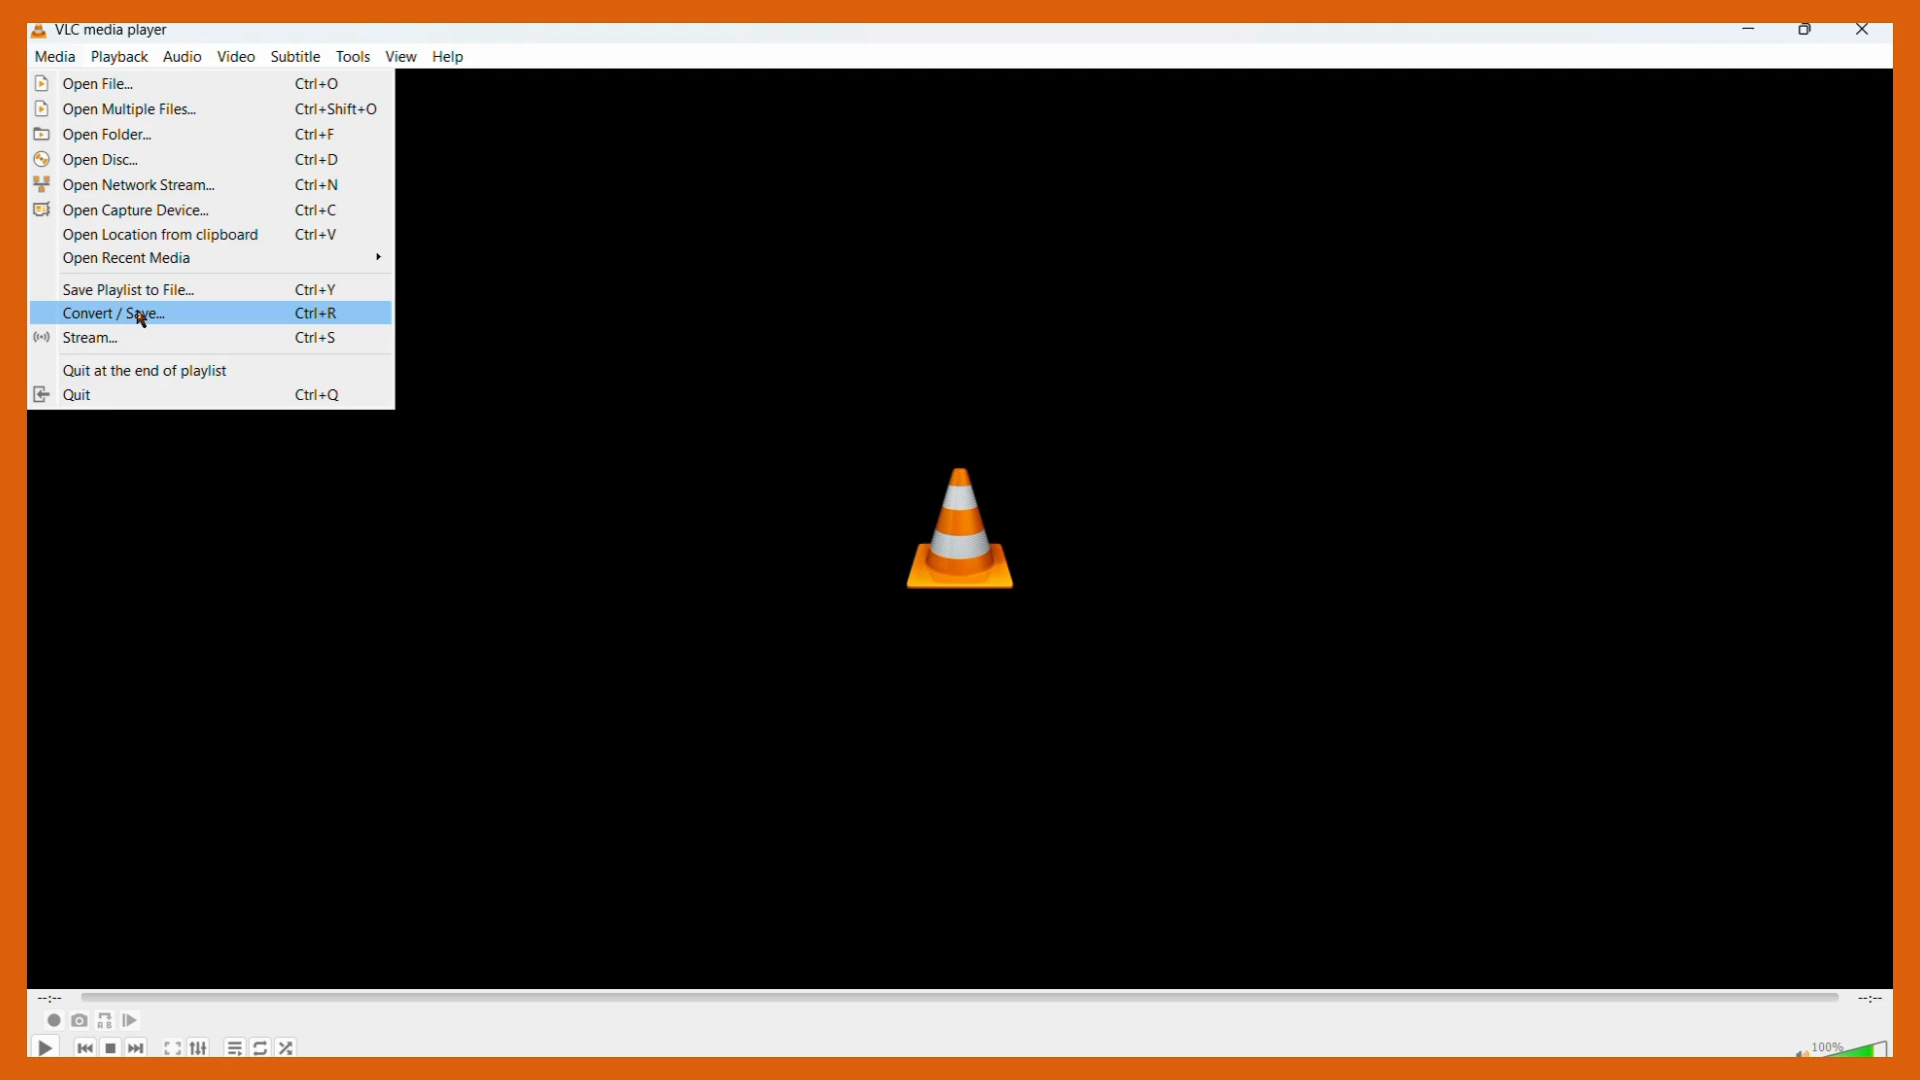 VLC media player
Media Playback Audio Video Subtitle Tools View Help
Open File... Ctrl+O
Open Multiple Files... Ctrl+Shift+O
Open Folder... Ctrl+F
Open Disc... Ctrl+D
Open Network Stream... Ctrl+N
Open Capture Device... Ctrl+C
Open Location from clipboard Ctrl+V
Open Recent Media
Save Playlist to File... Ctrl+Y
Convert / Save... Ctrl+R
Stream... Ctrl+S
Quit at the end of playlist
Quit Ctrl+Q
--:-- --:--
100%